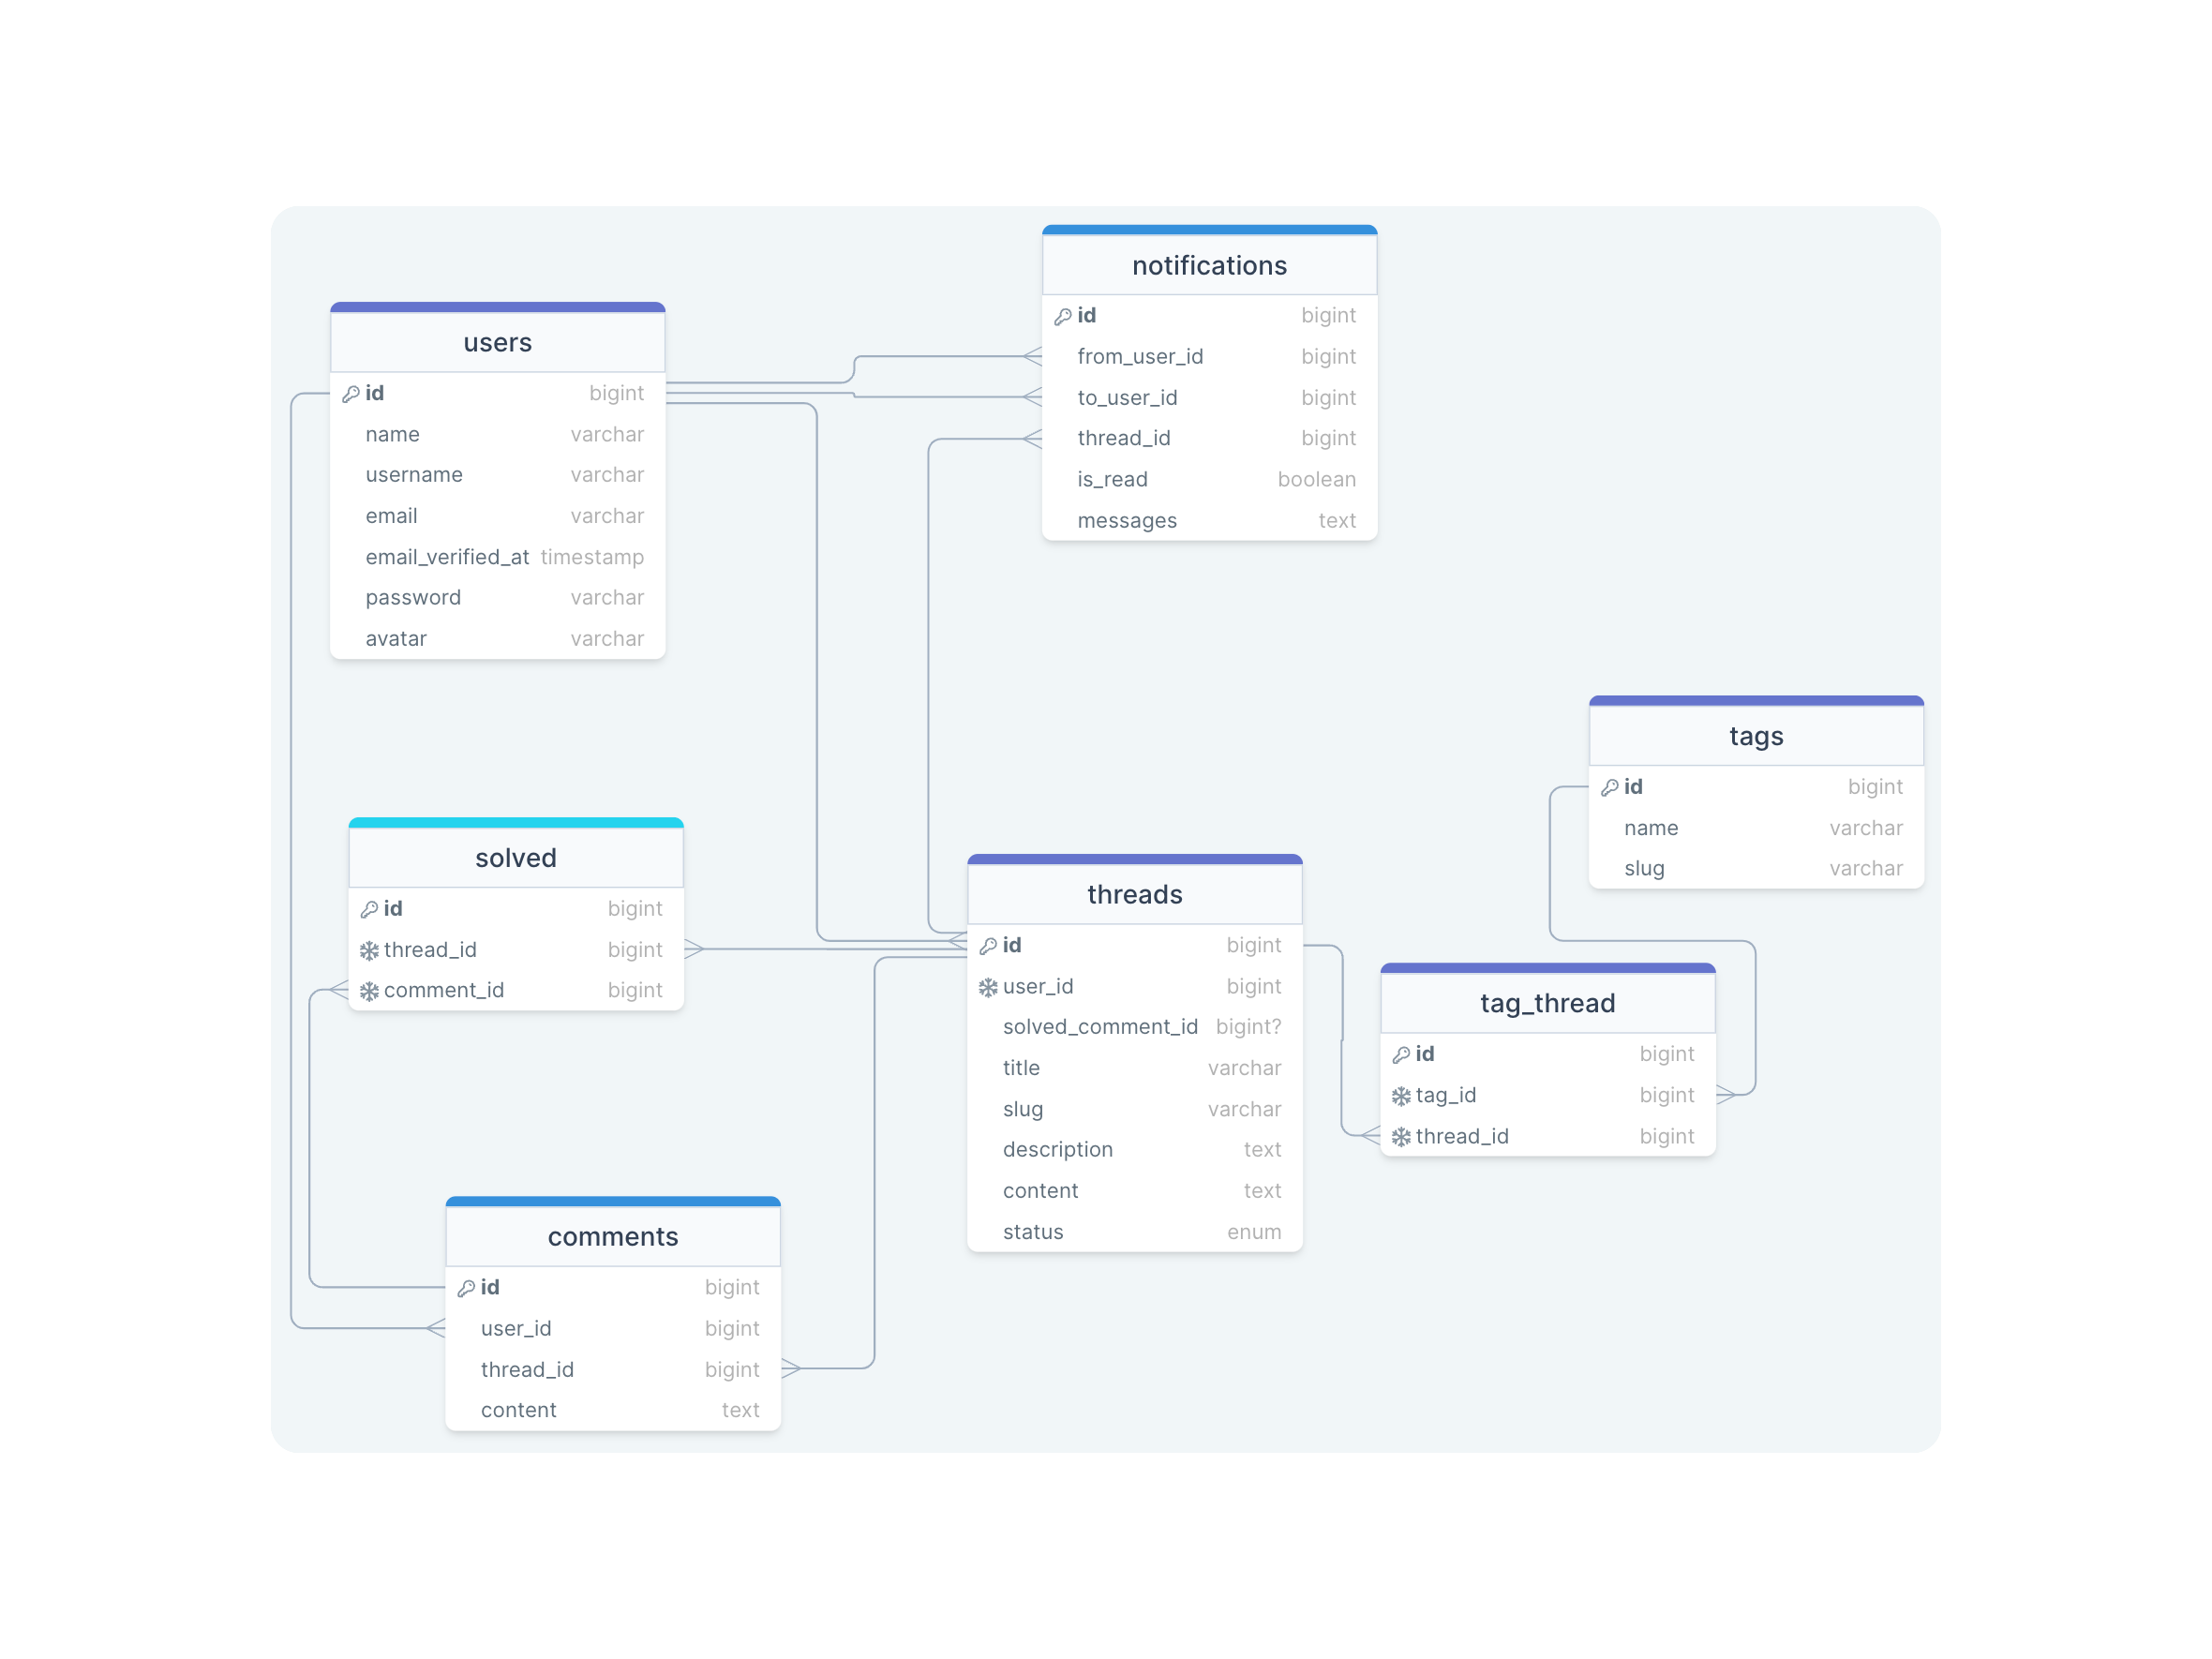 notifications
id bigint
from_user_id bigint
to_user_id bigint
thread_id bigint
is_read boolean
messages text
users
id bigint
name varchar
username varchar
email varchar
email_verified_at timestamp
password varchar
avatar varchar
tags
id bigint
name varchar
slug varchar
solved
id bigint
thread_id bigint
comment_id bigint
threads
id bigint
user_id bigint
solved_comment_id bigint?
title varchar
slug varchar
description text
content text
status enum
tag_thread
id bigint
tag_id bigint
thread_id bigint
comments
id bigint
user_id bigint
thread_id bigint
content text